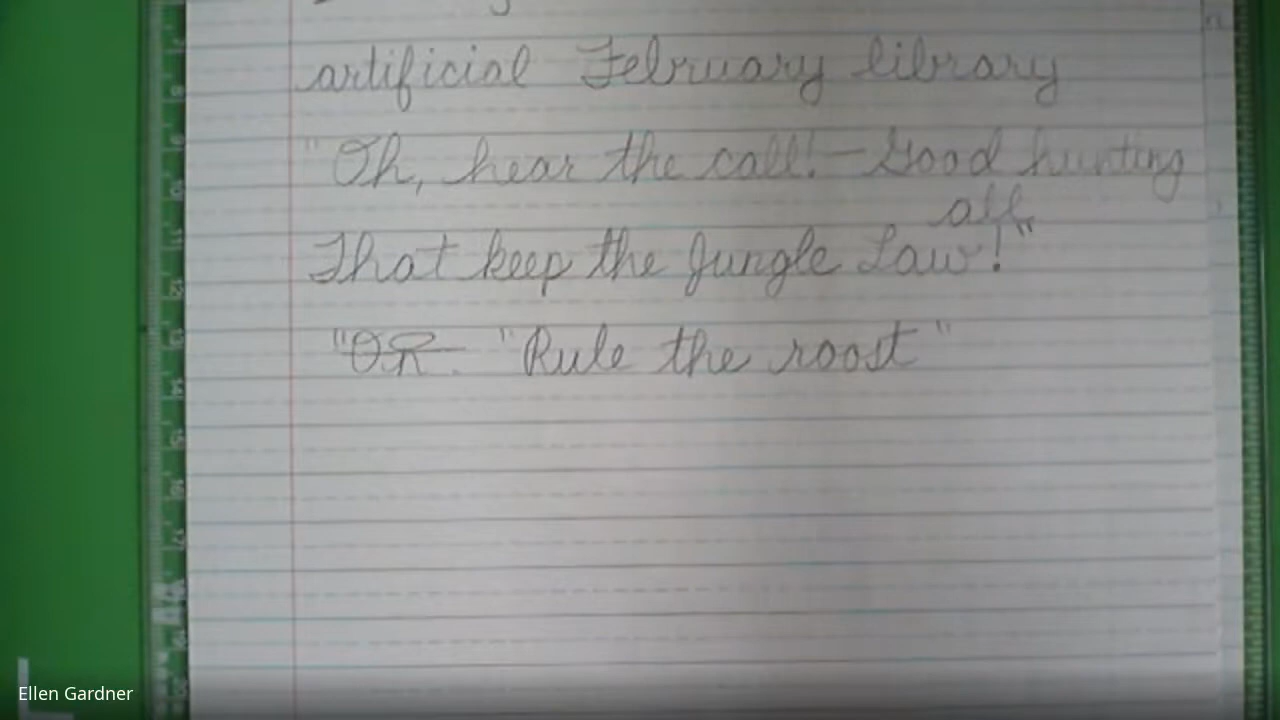 artificial February library
"Oh, hear the call! — Good hunting
all
That keep the Jungle Law!"
"Rule the roost"
Ellen Gardner